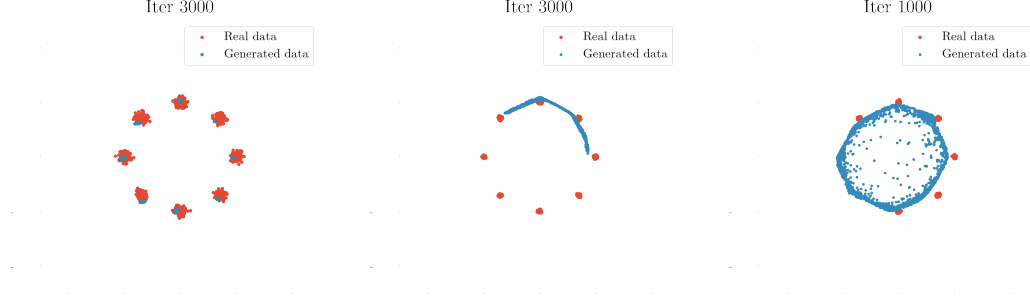 Iter 3000
Real data
Generated data
Iter 3000
Real data
Generated data
Iter 1000
Real data
Generated data